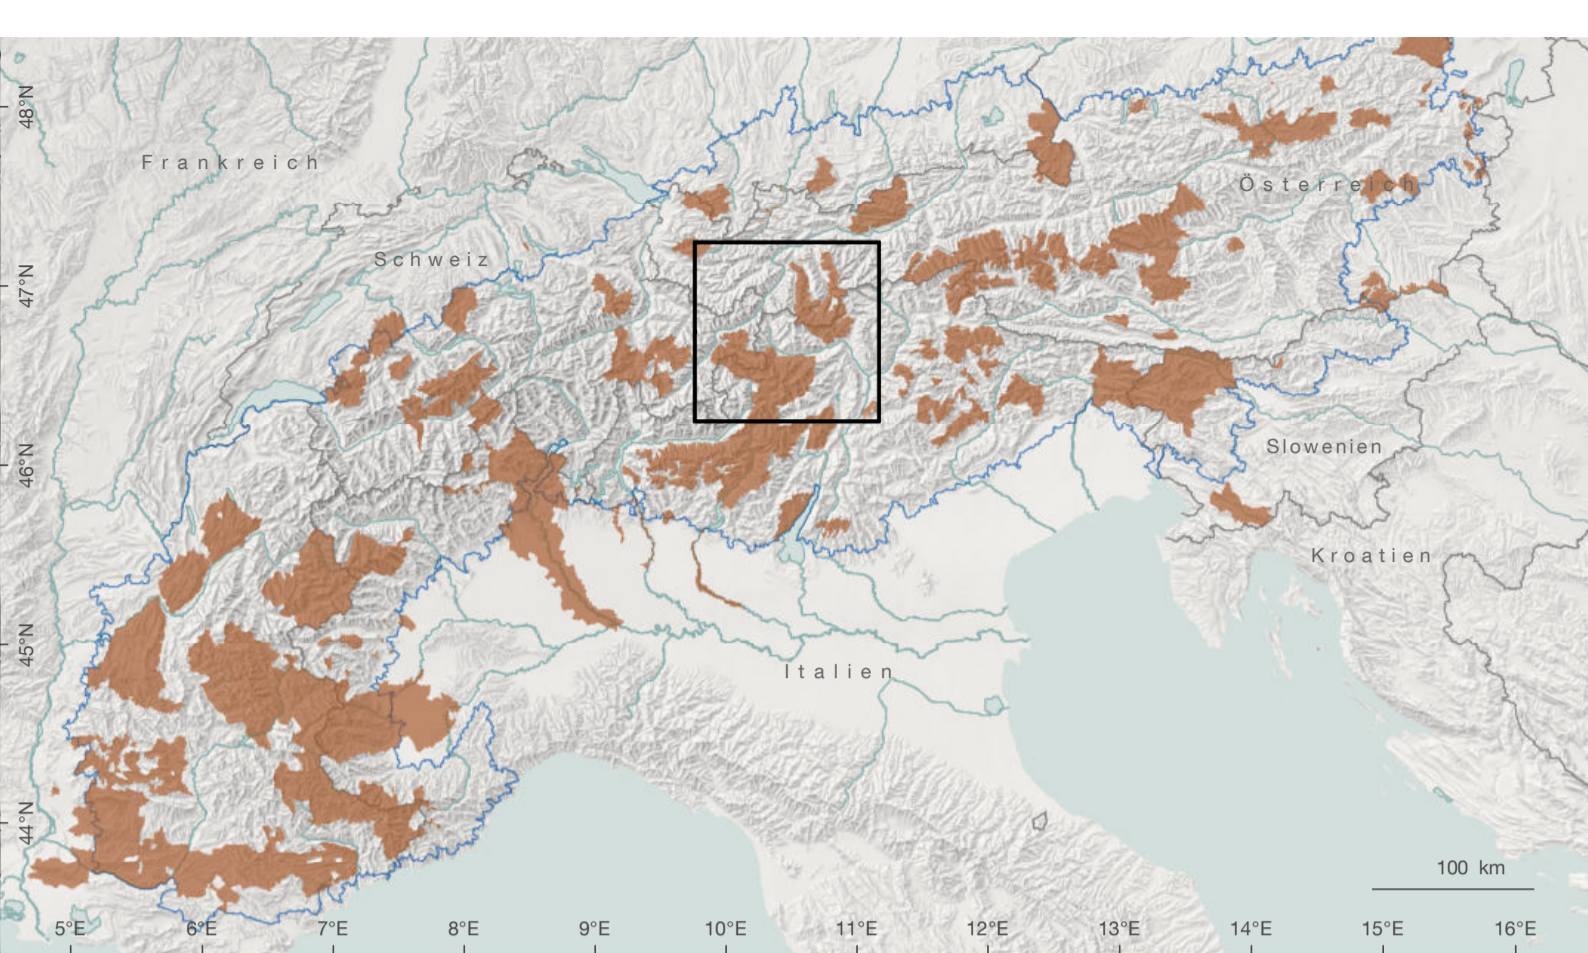 48°N
Frankreich
Österreich
Schweiz
47°N
Slowenien
46°N
Kroatien
45°N
Italien
44°N
100 km
5°E 6°E 7°E 8°E 9°E 10°E 11°E 12°E 13°E 14°E 15°E 16°E